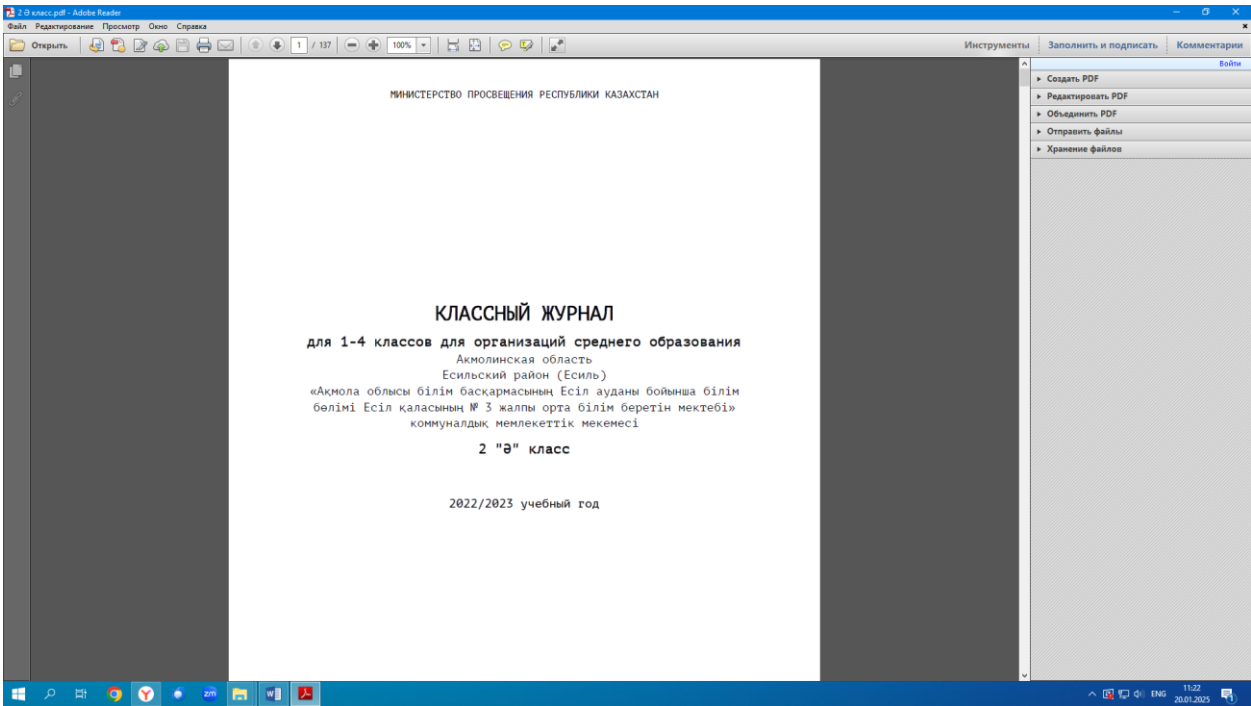 2 Ә класс.pdf - Adobe Reader
Файл Редактирование Просмотр Окно Справка
Открыть 1 / 137 100% Инструменты Заполнить и подписать Комментарии
Войти
Создать PDF
Редактировать PDF
Объединить PDF
Отправить файлы
Хранение файлов
МИНИСТЕРСТВО ПРОСВЕЩЕНИЯ РЕСПУБЛИКИ КАЗАХСТАН
КЛАССНЫЙ ЖУРНАЛ
для 1-4 классов для организаций среднего образования
Акмолинская область
Есильский район (Есиль)
«Ақмола облысы білім басқармасының Есіл ауданы бойынша білім
бөлімі Есіл қаласының № 3 жалпы орта білім беретін мектебі»
коммуналдық мемлекеттік мекемесі
2 "Ә" класс
2022/2023 учебный год
zm
ENG 11:22
20.01.2025